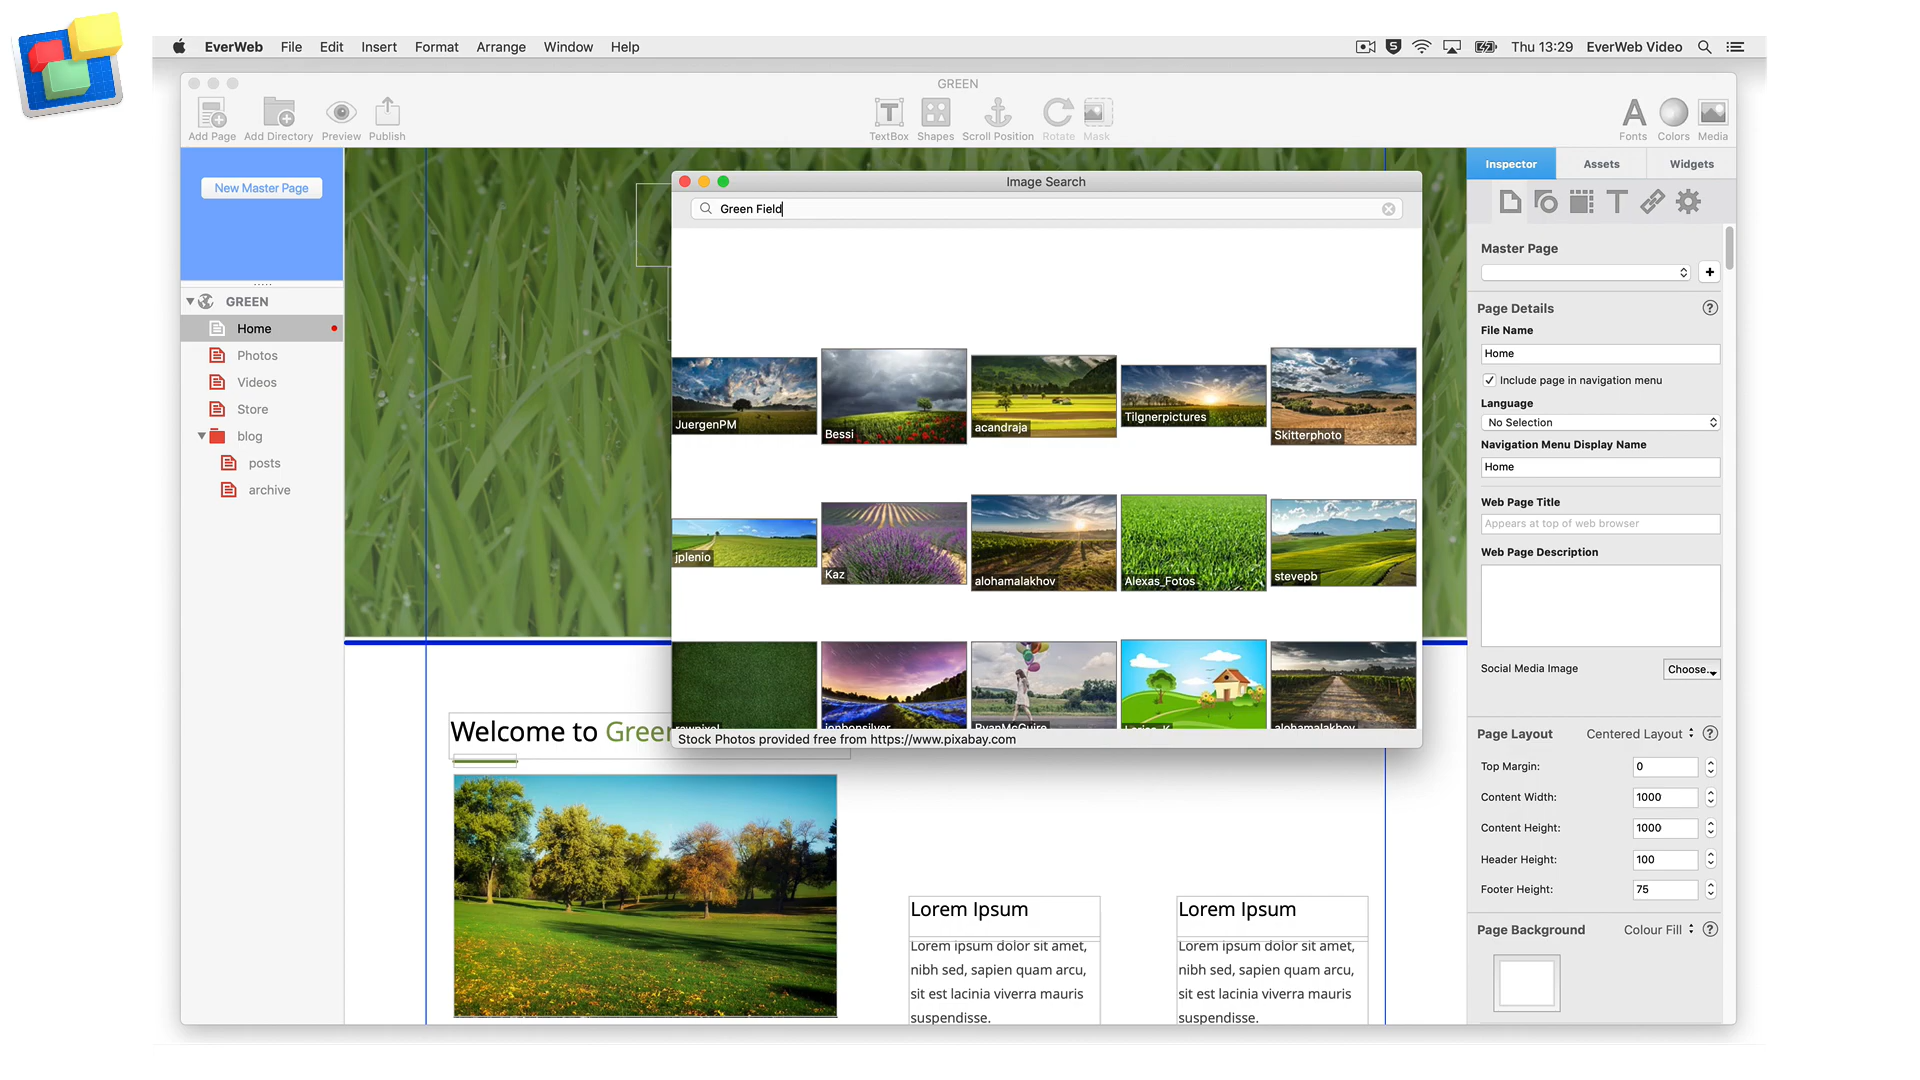 EverWeb File Edit Insert Format Arrange Window Help Thu 13:29 EverWeb Video
GREEN
Add Page Add Directory Preview Publish TextBox Shapes Scroll Position Rotate Mask Fonts Colors Media
New Master Page
GREEN
Home
Photos
Videos
Store
blog
posts
archive
Image Search
Green Field
JuergenPM
Bessi
acandraja
Tilgnerpictures
Skitterphoto
jplenio
Kaz
alohamalakhov
Alexas_Fotos
stevepb
RyanMcGuire
alohamalakhov
Stock Photos provided free from https://www.pixabay.com
Welcome to Green
Lorem Ipsum
Lorem ipsum dolor sit amet,
nibh sed, sapien quam arcu,
sit est lacinia viverra mauris
suspendisse.
Lorem Ipsum
Lorem ipsum dolor sit amet,
nibh sed, sapien quam arcu,
sit est lacinia viverra mauris
suspendisse.
Inspector Assets Widgets
Master Page
Page Details
File Name
Home
Include page in navigation menu
Language
No Selection
Navigation Menu Display Name
Home
Web Page Title
Appears at top of web browser
Web Page Description
Social Media Image Choose..
Page Layout Centered Layout
Top Margin: 0
Content Width: 1000
Content Height: 1000
Header Height: 100
Footer Height: 75
Page Background Colour Fill